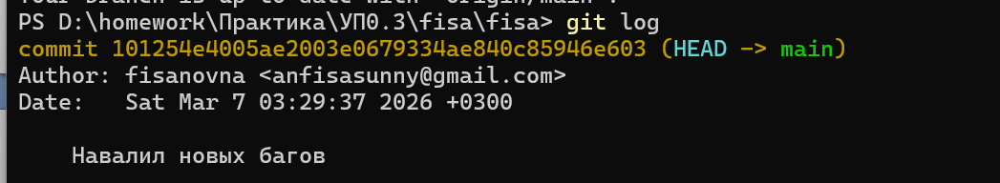 Your branch is up to date with 'origin/main'.
PS D:\homework\Практика\УП0.3\fisa\fisa> git log
commit 101254e4005ae2003e0679334ae840c85946e603 (HEAD -> main)
Author: fisanovna <anfisasunny@gmail.com>
Date:   Sat Mar 7 03:29:37 2026 +0300
    Навалил новых багов